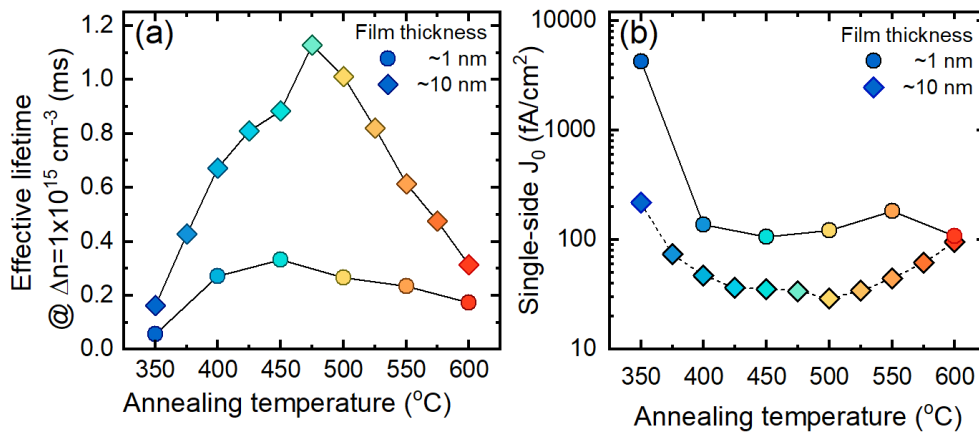 (a)
Film thickness
~1 nm
~10 nm
Effective lifetime
@ Δn=1x10¹⁵ cm⁻³ (ms)
1.2
1.0
0.8
0.6
0.4
0.2
0.0
350 400 450 500 550 600
Annealing temperature (°C)
(b)
Film thickness
~1 nm
~10 nm
Single-side J₀ (fA/cm²)
10000
1000
100
10
350 400 450 500 550 600
Annealing temperature (°C)